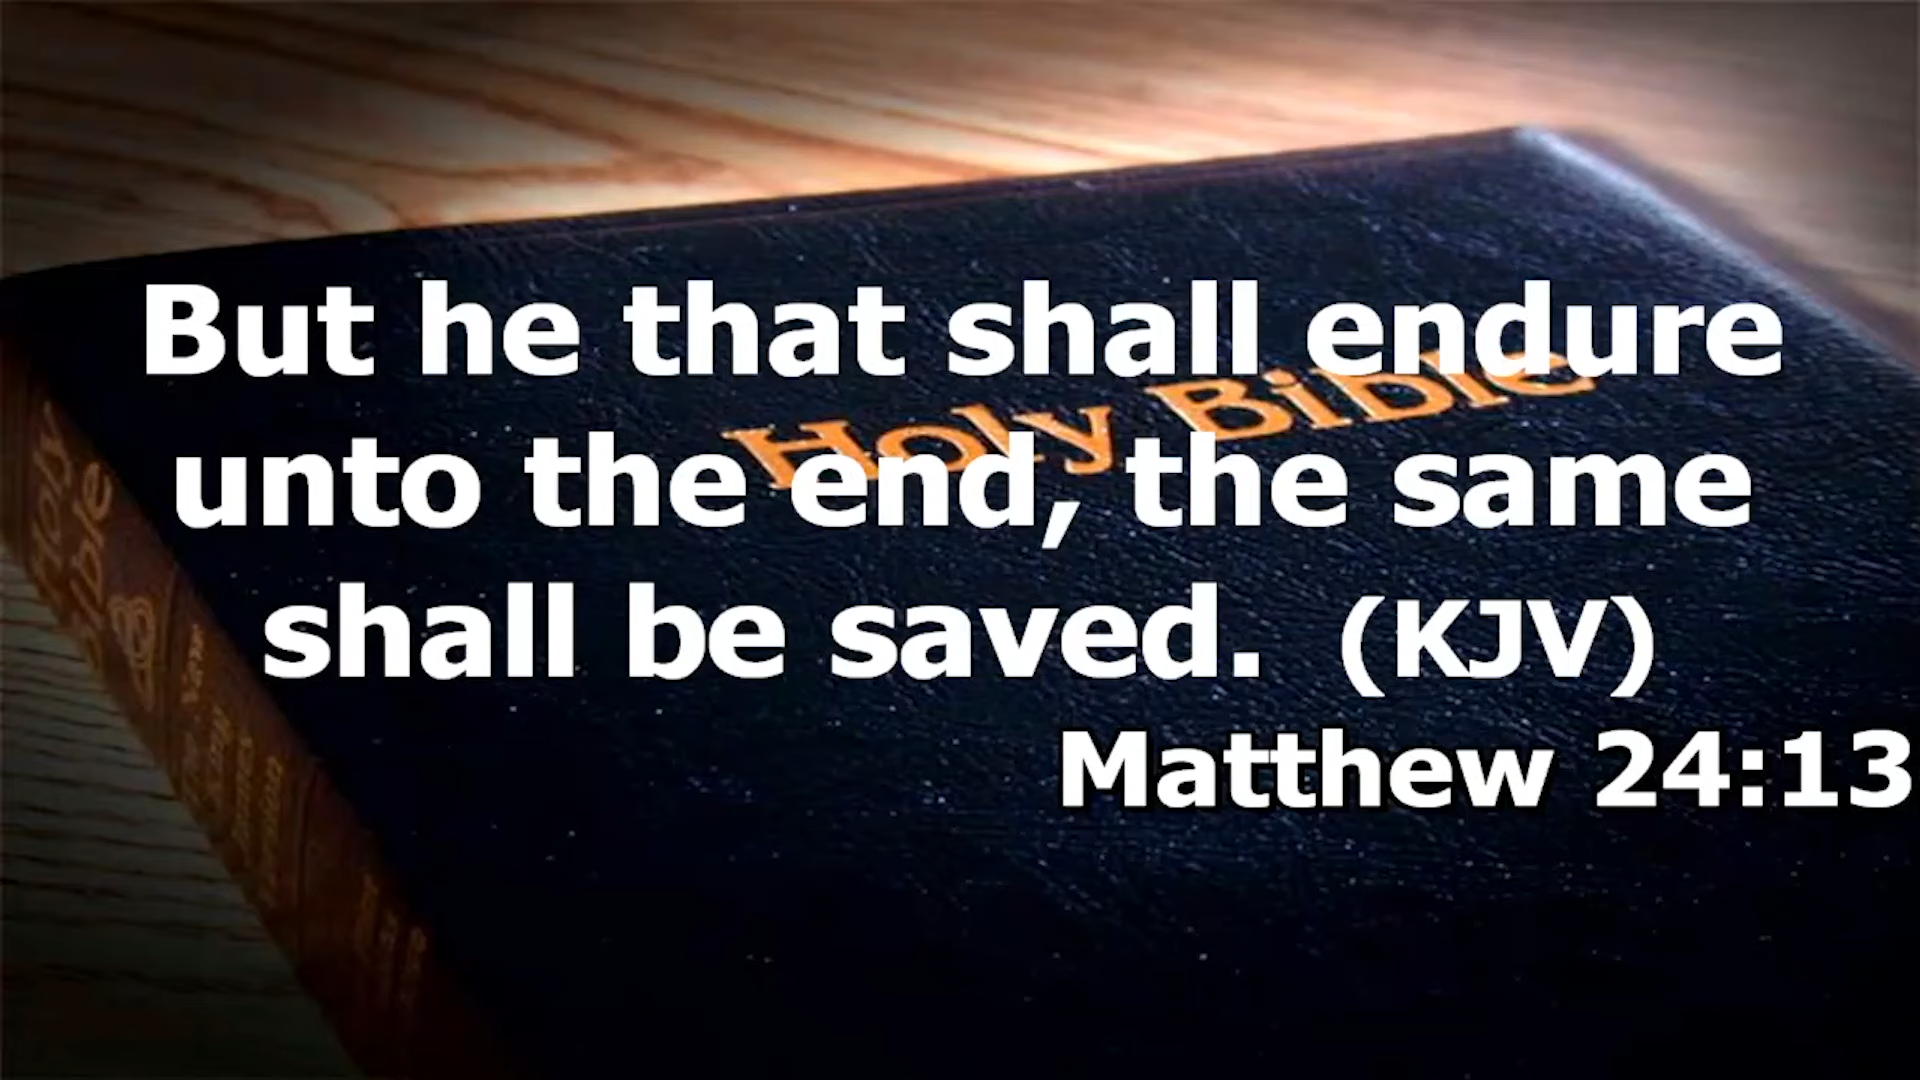 But he that shall endure
Holy Bible
unto the end, the same
shall be saved. (KJV)
Matthew 24:13
Holy
Bible